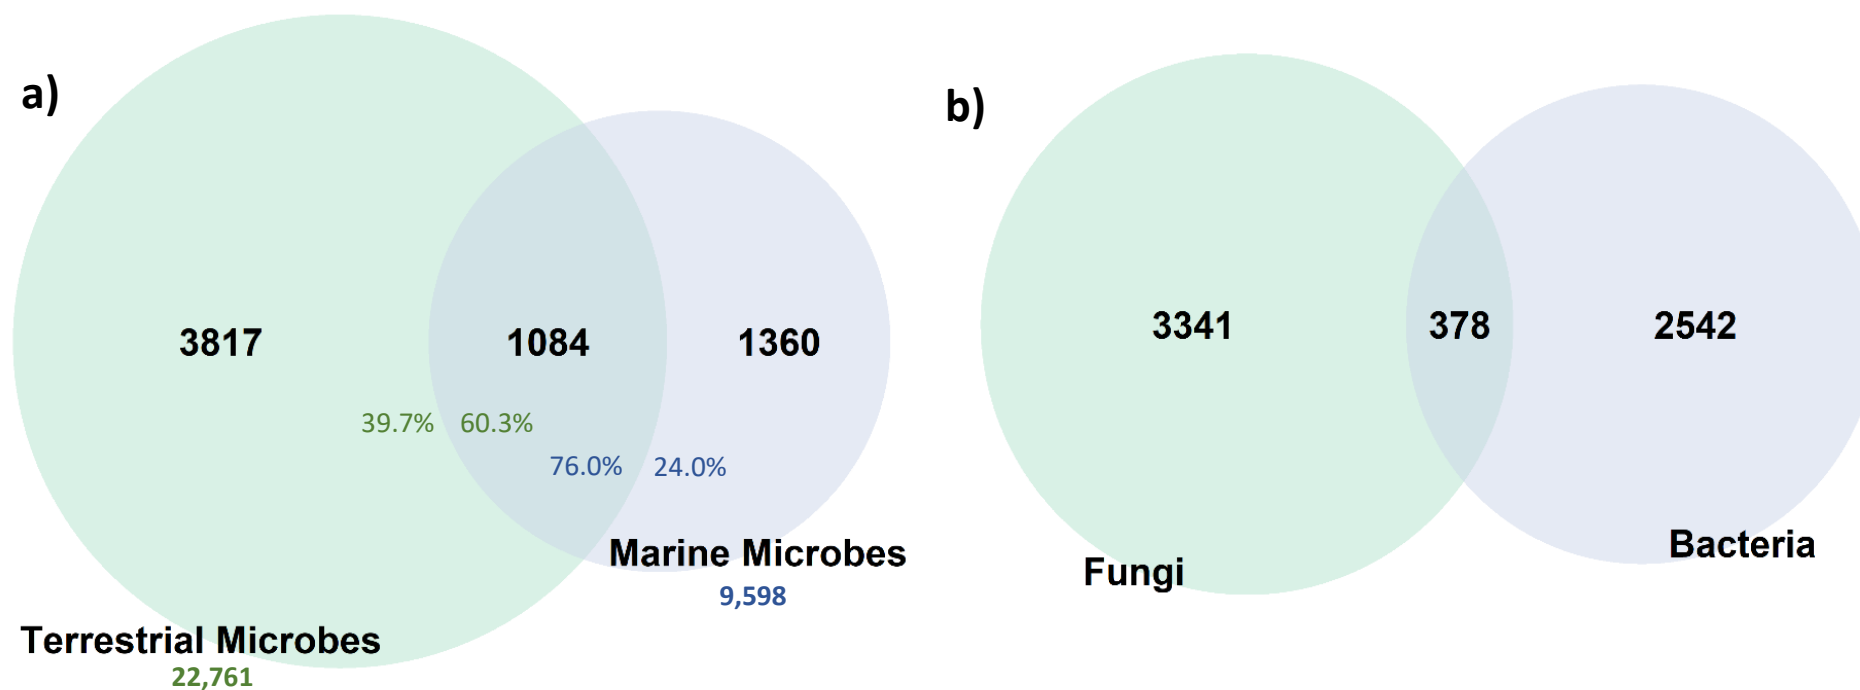 a)
3817
1084
1360
39.7%
60.3%
76.0%
24.0%
Marine Microbes
9,598
Terrestrial Microbes
22,761
b)
3341
378
2542
Bacteria
Fungi